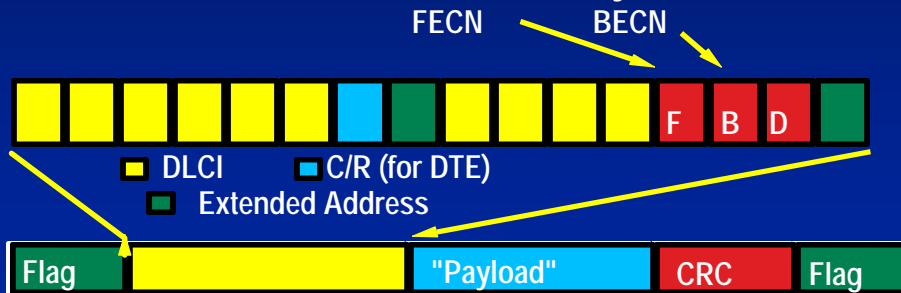 FECN BECN
F B D
DLCI C/R (for DTE)
Extended Address
Flag "Payload" CRC Flag